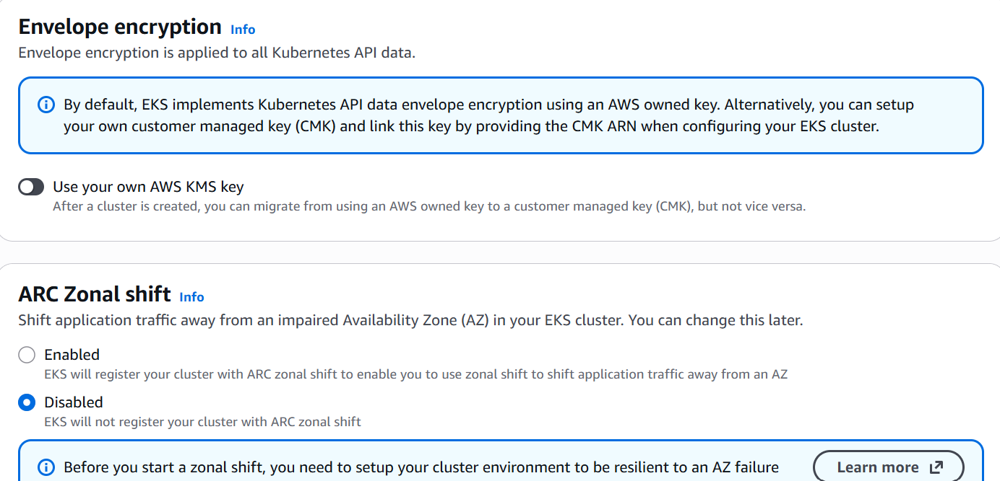 Envelope encryption Info
Envelope encryption is applied to all Kubernetes API data.
By default, EKS implements Kubernetes API data envelope encryption using an AWS owned key. Alternatively, you can setup
your own customer managed key (CMK) and link this key by providing the CMK ARN when configuring your EKS cluster.
Use your own AWS KMS key
After a cluster is created, you can migrate from using an AWS owned key to a customer managed key (CMK), but not vice versa.
ARC Zonal shift Info
Shift application traffic away from an impaired Availability Zone (AZ) in your EKS cluster. You can change this later.
Enabled
EKS will register your cluster with ARC zonal shift to enable you to use zonal shift to shift application traffic away from an AZ
Disabled
EKS will not register your cluster with ARC zonal shift
Before you start a zonal shift, you need to setup your cluster environment to be resilient to an AZ failure
Learn more